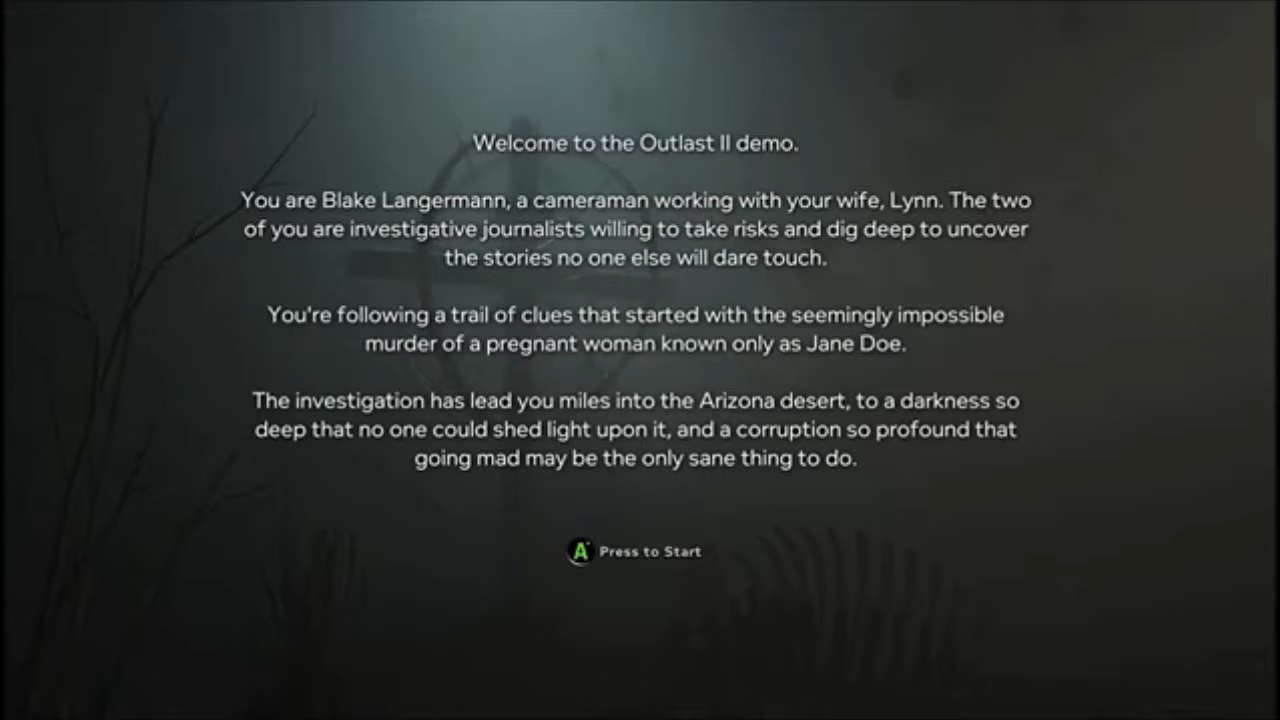 Welcome to the Outlast II demo.
You are Blake Langermann, a cameraman working with your wife, Lynn. The two
of you are investigative journalists willing to take risks and dig deep to uncover
the stories no one else will dare touch.
You're following a trail of clues that started with the seemingly impossible
murder of a pregnant woman known only as Jane Doe.
The investigation has lead you miles into the Arizona desert, to a darkness so
deep that no one could shed light upon it, and a corruption so profound that
going mad may be the only sane thing to do.
A Press to Start